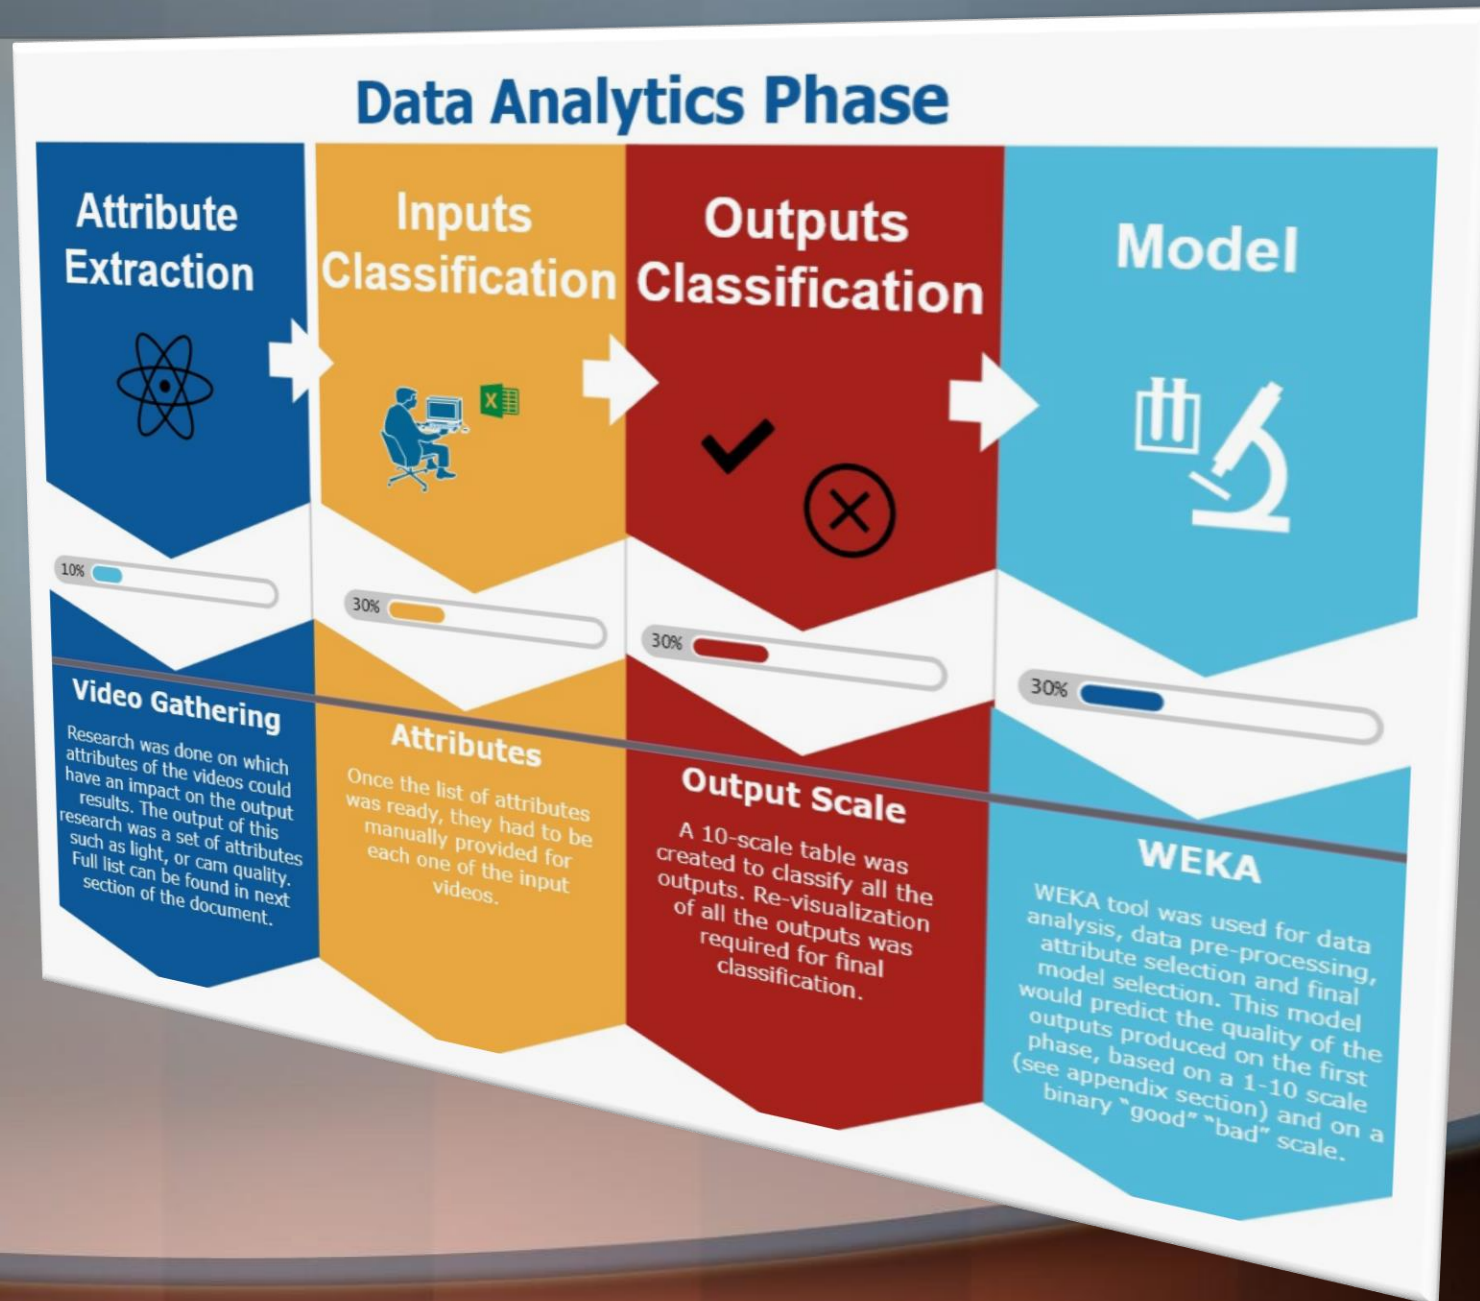 Data Analytics Phase
Attribute
Extraction
10%
Video Gathering
Research was done on which
attributes of the videos could
have an impact on the output
results. The output of this
research was a set of attributes
such as light, or cam quality.
Full list can be found in next
section of the document.
Inputs
Classification
X
30%
Attributes
Once the list of attributes
was ready, they had to be
manually provided for
each one of the input
videos.
Outputs
Classification
30%
Output Scale
A 10-scale table was
created to classify all the
outputs. Re-visualization
of all the outputs was
required for final
classification.
Model
30%
WEKA
WEKA tool was used for data
analysis, data pre-processing,
attribute selection and final
model selection. This model
would predict the quality of the
outputs produced on the first
phase, based on a 1-10 scale
(see appendix section) and on a
binary “good” “bad” scale.